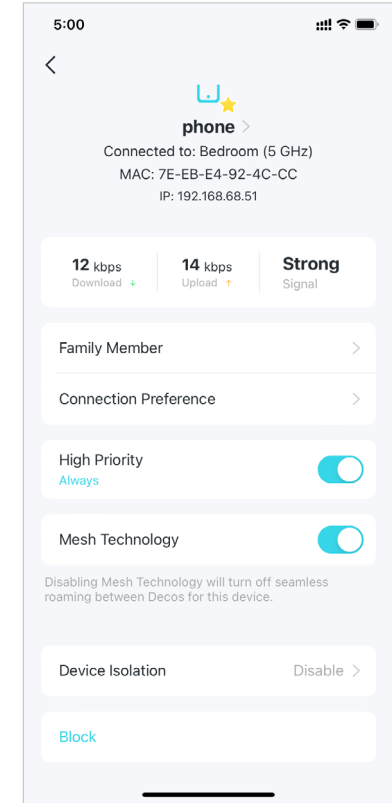 5:00
phone
Connected to: Bedroom (5 GHz)
MAC: 7E-EB-E4-92-4C-CC
IP: 192.168.68.51
12 kbps
Download ↓
14 kbps
Upload ↑
Strong
Signal
Family Member
Connection Preference
High Priority
Always
Mesh Technology
Disabling Mesh Technology will turn off seamless
roaming between Decos for this device.
Device Isolation Disable
Block